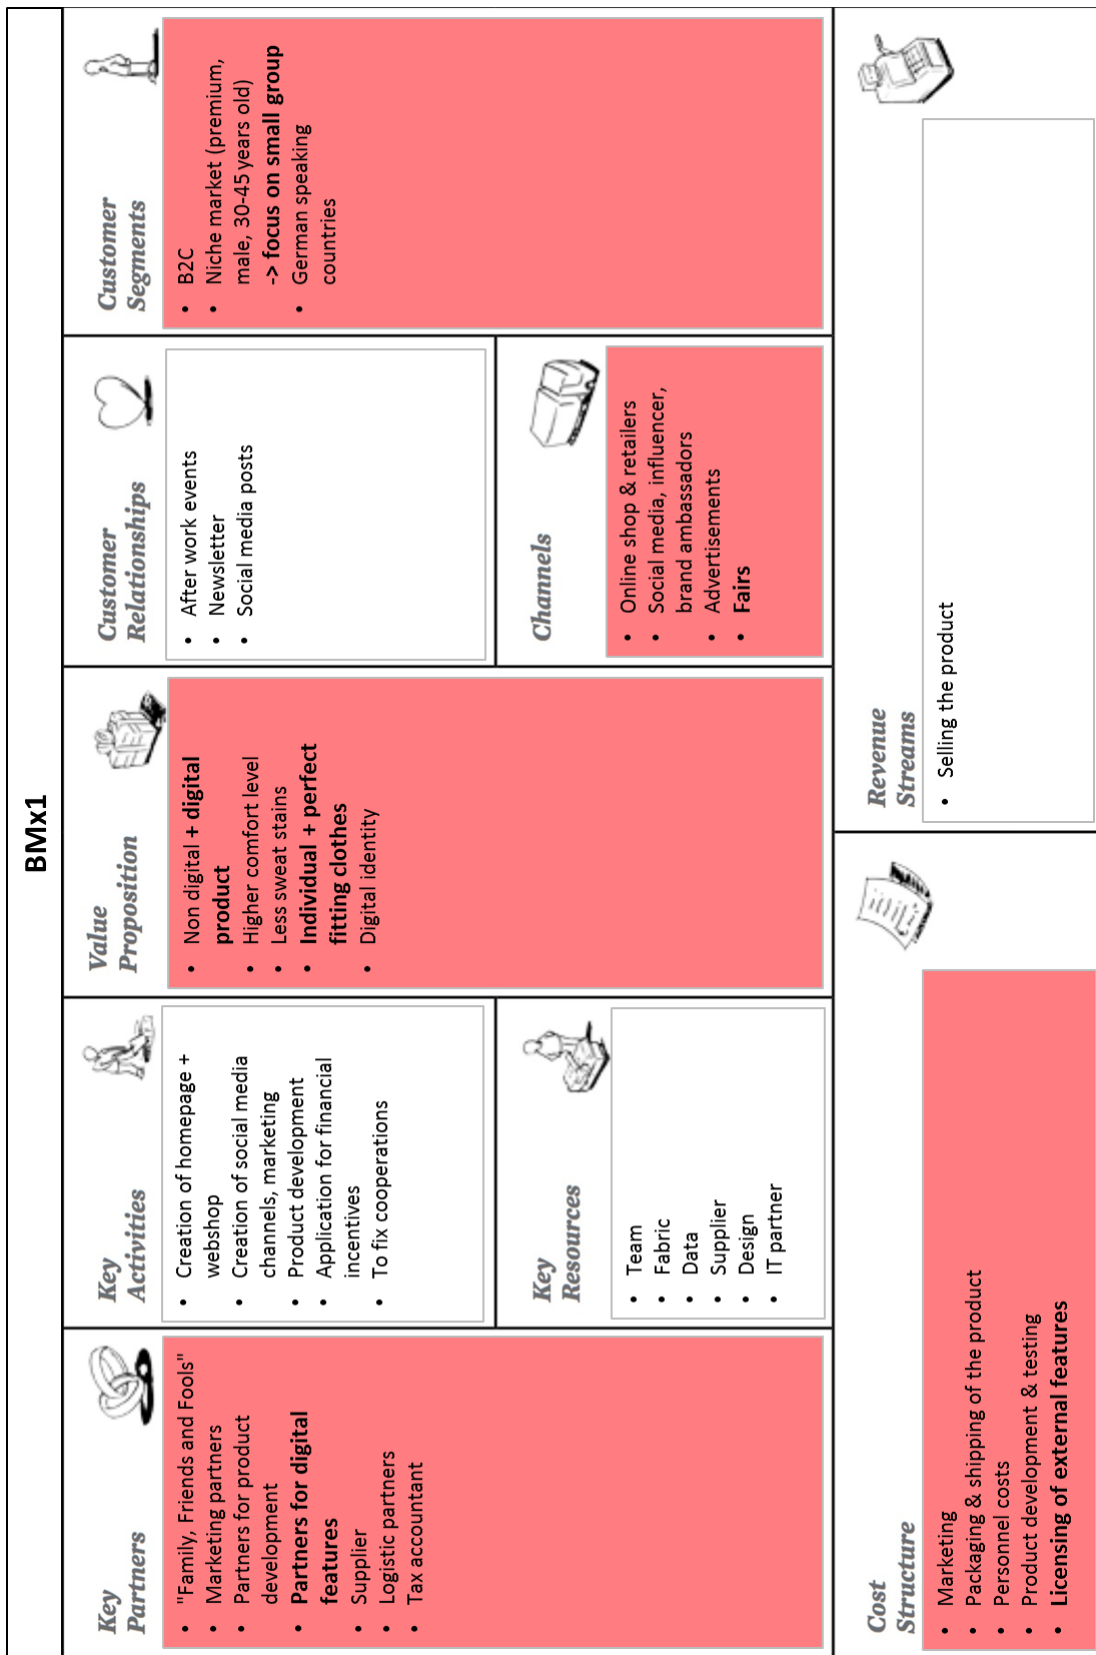 BMx1
Key
Partners
• "Family, Friends and Fools"
• Marketing partners
• Partners for product
development
• Partners for digital
features
• Supplier
• Logistic partners
• Tax accountant
Key
Activities
• Creation of homepage +
webshop
• Creation of social media
channels, marketing
• Product development
• Application for financial
incentives
• To fix cooperations
Key
Resources
• Team
• Fabric
• Data
• Supplier
• Design
• IT partner
Value
Proposition
• Non digital + digital
product
• Higher comfort level
• Less sweat stains
• Individual + perfect
fitting clothes
• Digital identity
Customer
Relationships
• After work events
• Newsletter
• Social media posts
Channels
• Online shop & retailers
• Social media, influencer,
brand ambassadors
• Advertisements
• Fairs
Customer
Segments
• B2C
• Niche market (premium,
male, 30-45 years old)
-> focus on small group
• German speaking
countries
Cost
Structure
• Marketing
• Packaging & shipping of the product
• Personnel costs
• Product development & testing
• Licensing of external features
Revenue
Streams
• Selling the product